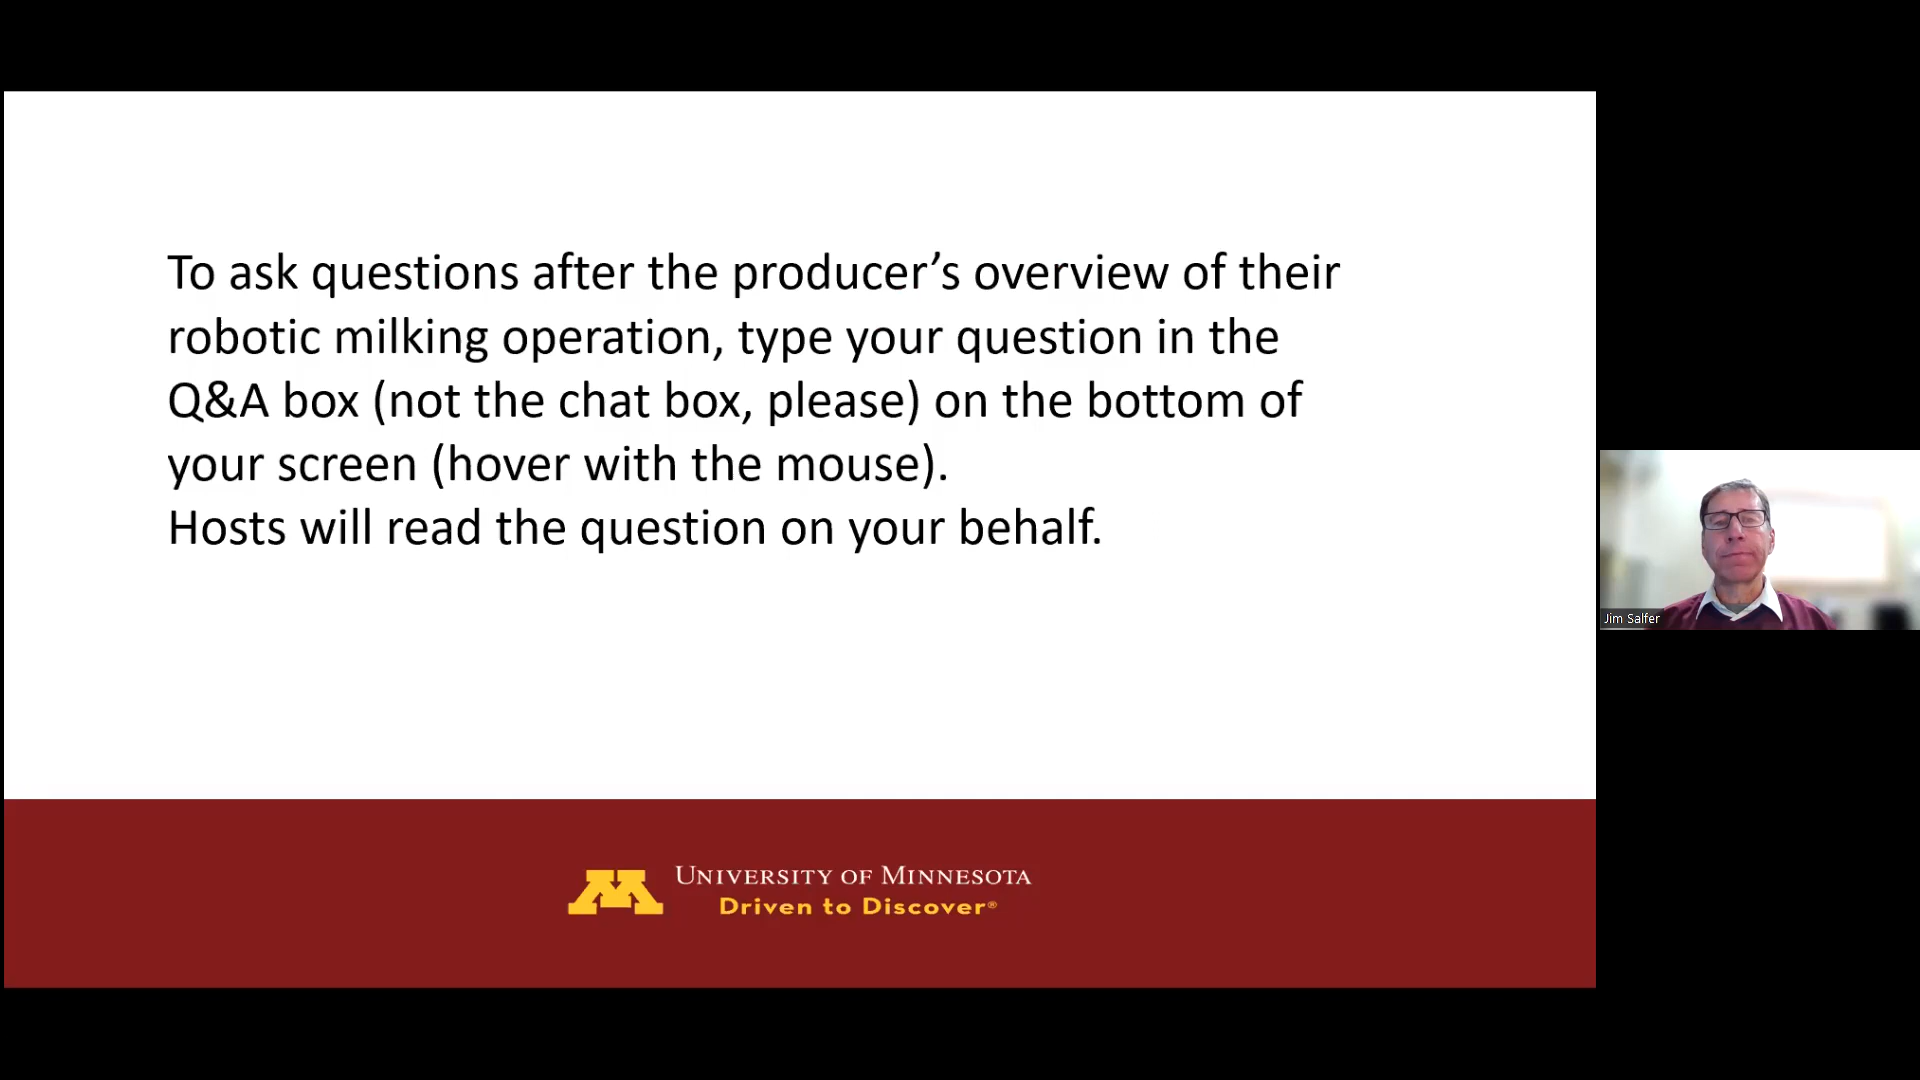 To ask questions after the producer’s overview of their
robotic milking operation, type your question in the
Q&A box (not the chat box, please) on the bottom of
your screen (hover with the mouse).
Hosts will read the question on your behalf.
Jim Salfer
M
UNIVERSITY OF MINNESOTA
Driven to Discover®